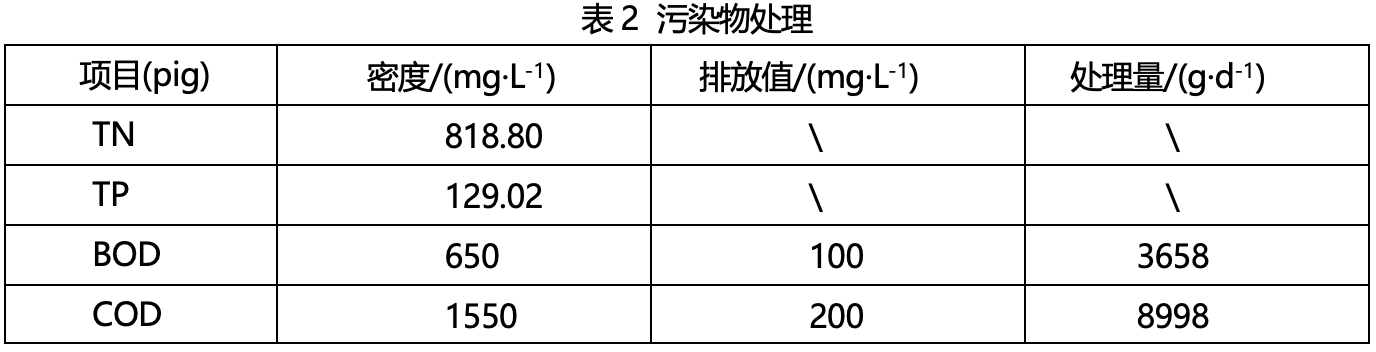 表 2 污染物处理
项目(pig) 密度/(mg·L-1) 排放值/(mg·L-1) 处理量/(g·d-1)
TN 818.80 \ \
TP 129.02 \ \
BOD 650 100 3658
COD 1550 200 8998